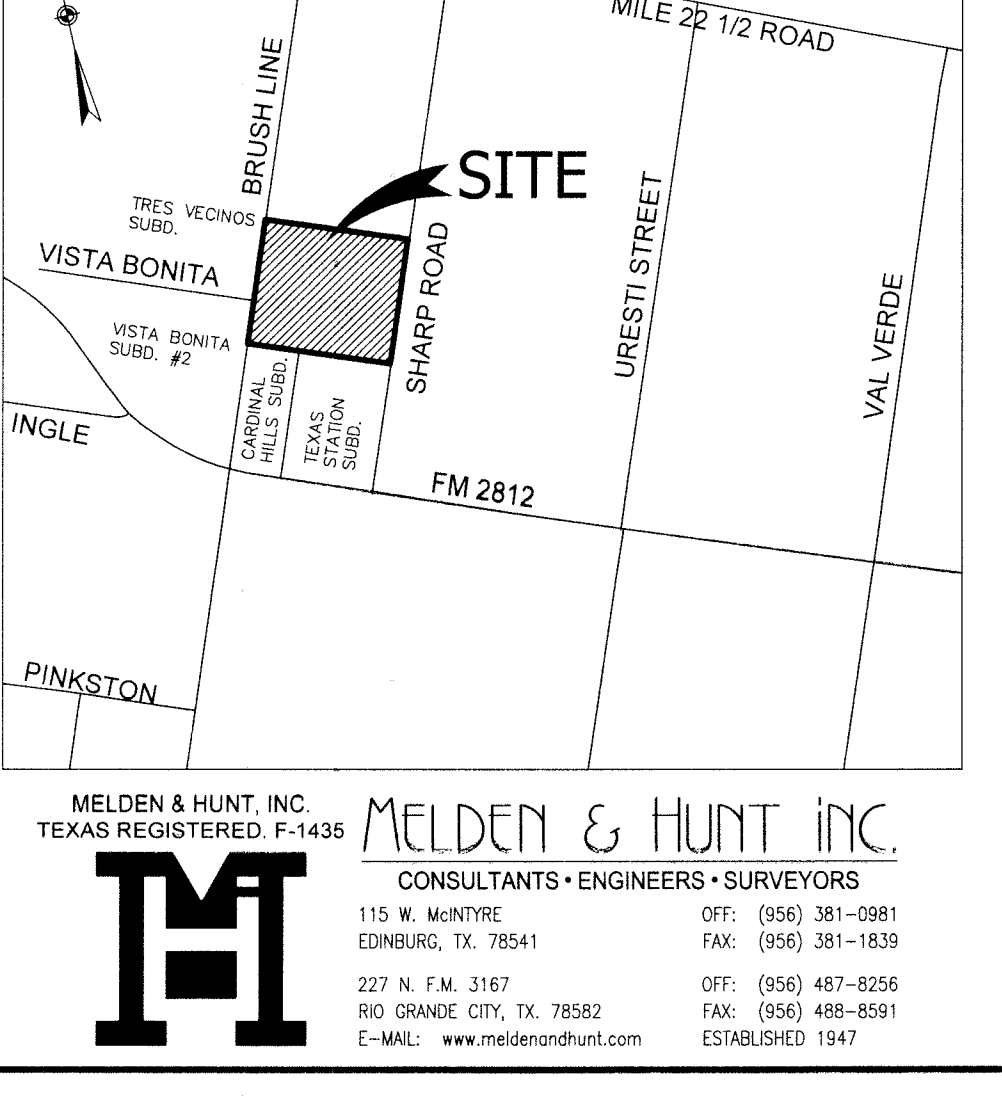 MILE 22 1/2 ROAD
BRUSH LINE
SITE
TRES VECINOS
SUBD.
VISTA BONITA
SHARP ROAD
URESTI STREET
VAL VERDE
VISTA BONITA
SUBD. #2
INGLE
CARDINAL
HILLS SUBD.
TEXAS
STATION
SUBD.
FM 2812
PINKSTON
MELDEN & HUNT, INC.
TEXAS REGISTERED. F-1435
MELDEN & HUNT iNC.
CONSULTANTS • ENGINEERS • SURVEYORS
115 W. McINTYRE OFF: (956) 381-0981
EDINBURG, TX. 78541 FAX: (956) 381-1839
227 N. F.M. 3167 OFF: (956) 487-8256
RIO GRANDE CITY, TX. 78582 FAX: (956) 488-8591
E-MAIL: www.meldenandhunt.com ESTABLISHED 1947